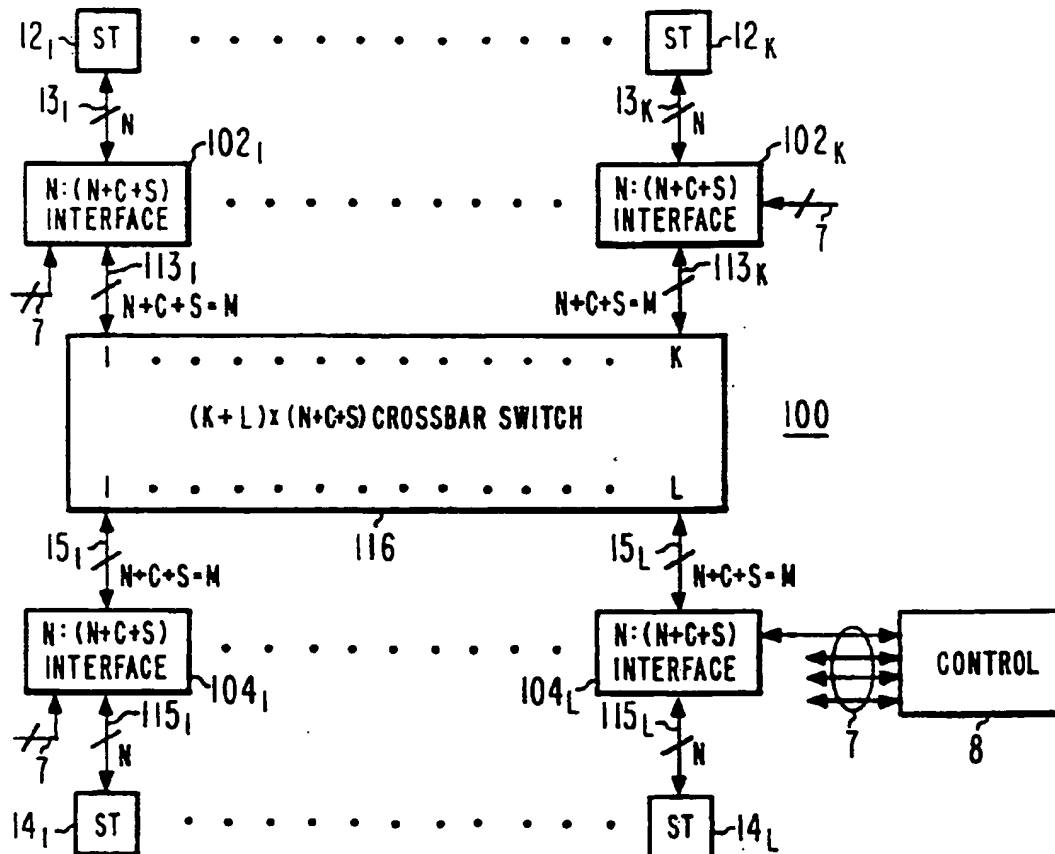 12₁ ST ST 12ₖ
13₁ N 13ₖ N
102₁ 102ₖ
N:(N+C+S) INTERFACE
N:(N+C+S) INTERFACE
7
7
113₁ 113ₖ
N+C+S=M N+C+S=M
1 K
(K+L)x(N+C+S) CROSSBAR SWITCH
100
1 L
116
15₁ 15L
N+C+S=M N+C+S=M
N:(N+C+S) INTERFACE
N:(N+C+S) INTERFACE
CONTROL
104₁ 104L
7
115₁ 115L
7
8
N N
14₁ ST ST 14L